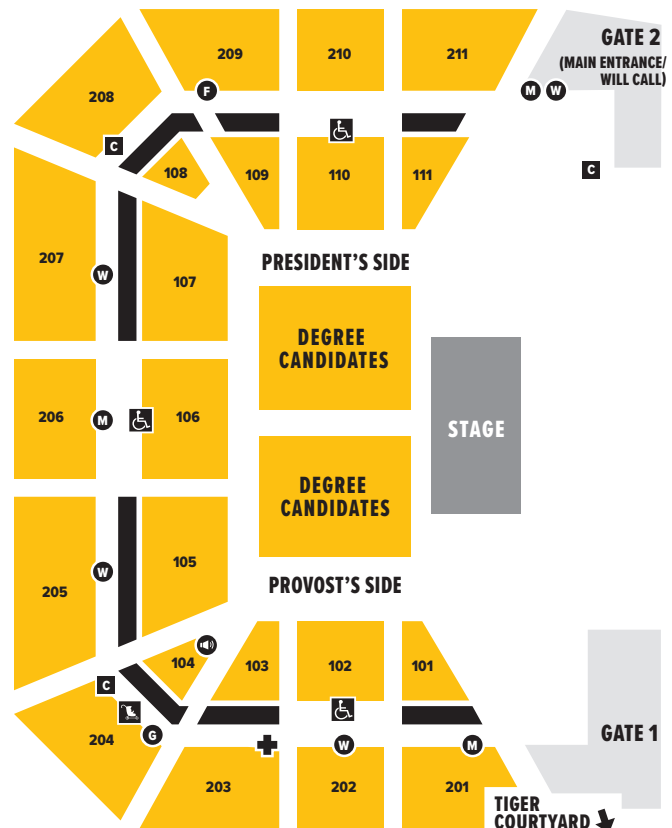 209
210
211
GATE 2
(MAIN ENTRANCE/
WILL CALL)
208
F
M
W
C
108
109
110
111
C
207
W
107
PRESIDENT'S SIDE
DEGREE
CANDIDATES
206
M
106
STAGE
DEGREE
CANDIDATES
205
W
105
PROVOST'S SIDE
104
103
102
101
C
204
G
W
M
GATE 1
203
202
201
TIGER
COURTYARD